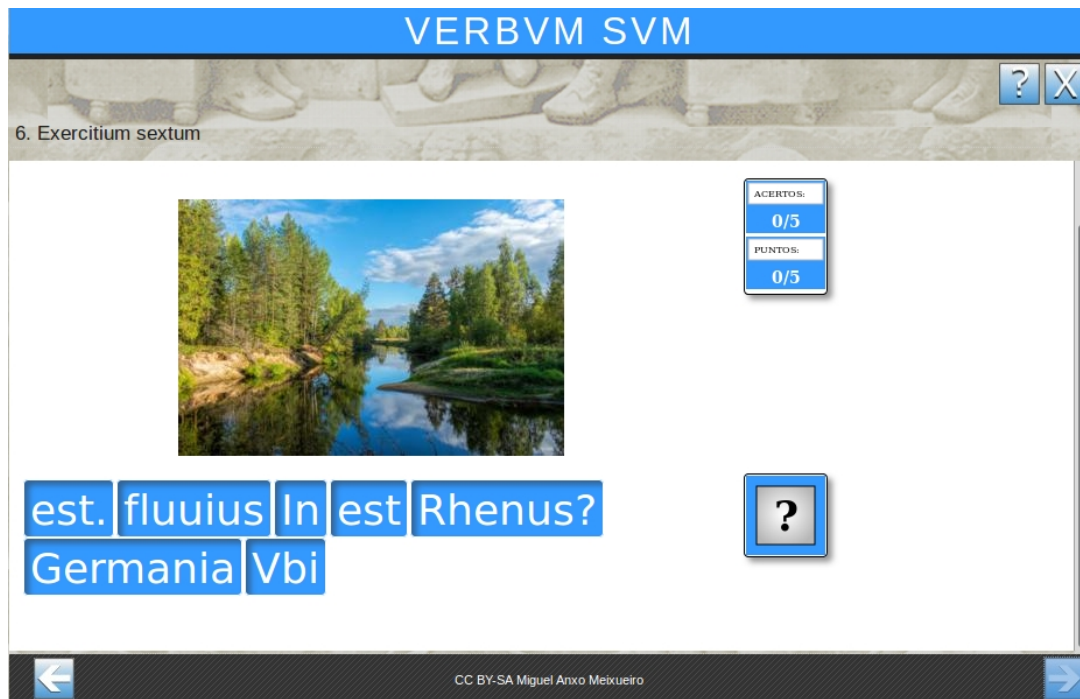 VERBVM SVM
? X
6. Exercitium sextum
ACERTOS:
0/5
PUNTOS:
0/5
est. fluuius In est Rhenus?
Germania Vbi
?
CC BY-SA Miguel Anxo Meixueiro